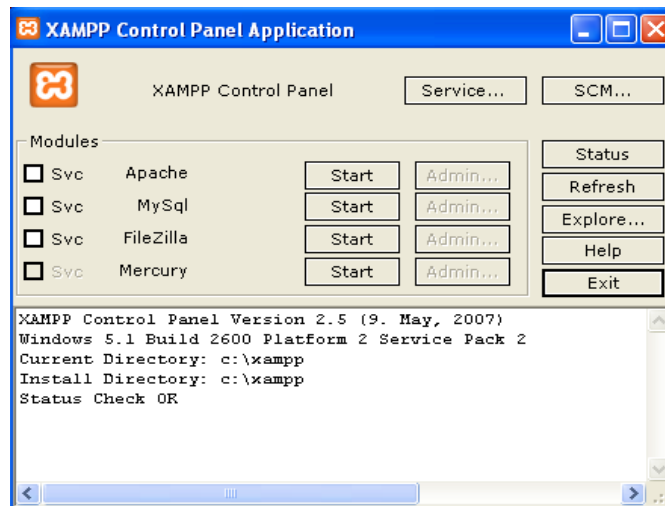 XAMPP Control Panel Application
XAMPP Control Panel Service... SCM...
Modules
Svc Apache Start Admin...
Svc MySql Start Admin...
Svc FileZilla Start Admin...
Svc Mercury Start Admin...
Status
Refresh
Explore...
Help
Exit
XAMPP Control Panel Version 2.5 (9. May, 2007)
Windows 5.1 Build 2600 Platform 2 Service Pack 2
Current Directory: c:\xampp
Install Directory: c:\xampp
Status Check OK